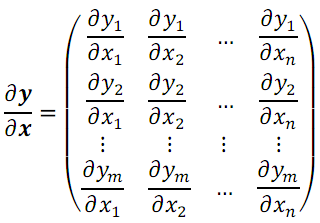 ∂y/∂x = ( ∂y₁/∂x₁ ∂y₁/∂x₂ … ∂y₁/∂xₙ
∂y₂/∂x₁ ∂y₂/∂x₂ … ∂y₂/∂xₙ
⋮ ⋮ ⋮ ⋮
∂yₘ/∂x₁ ∂yₘ/∂x₂ … ∂yₘ/∂xₙ )